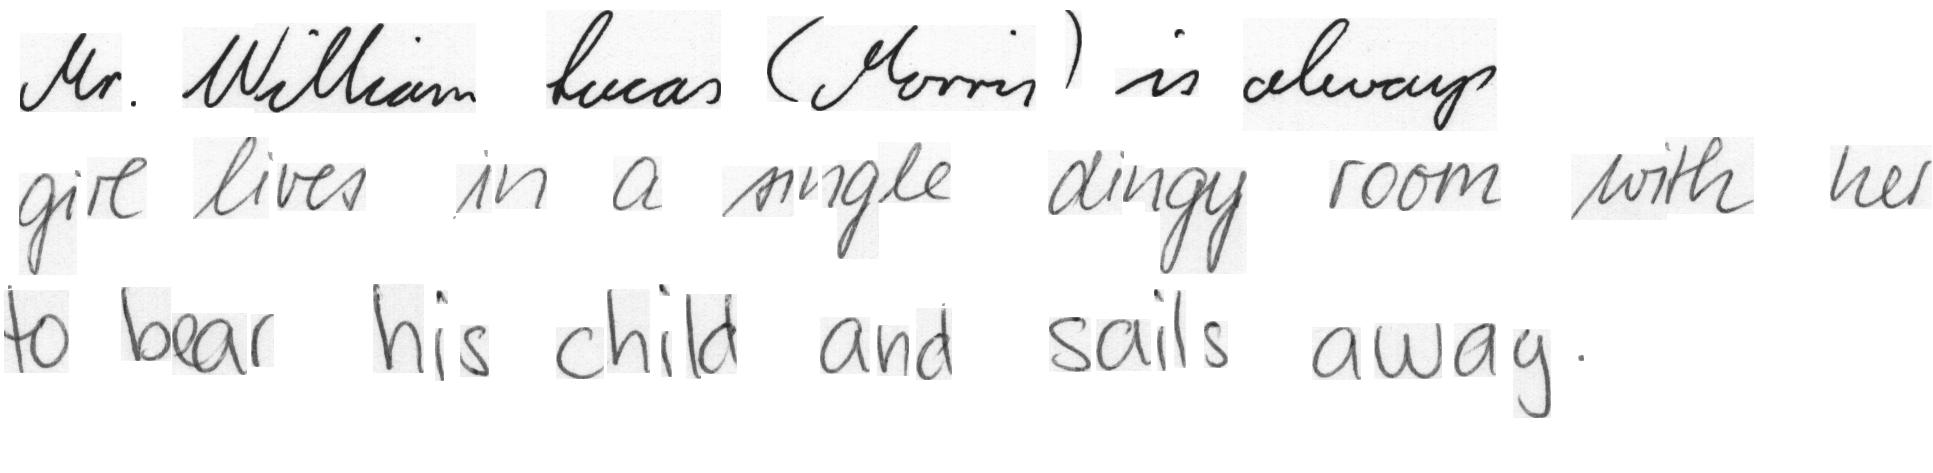 Mr. William Lucas (Morris) is always
girl lives in a single dingy room with her
to bear his child and sails away.